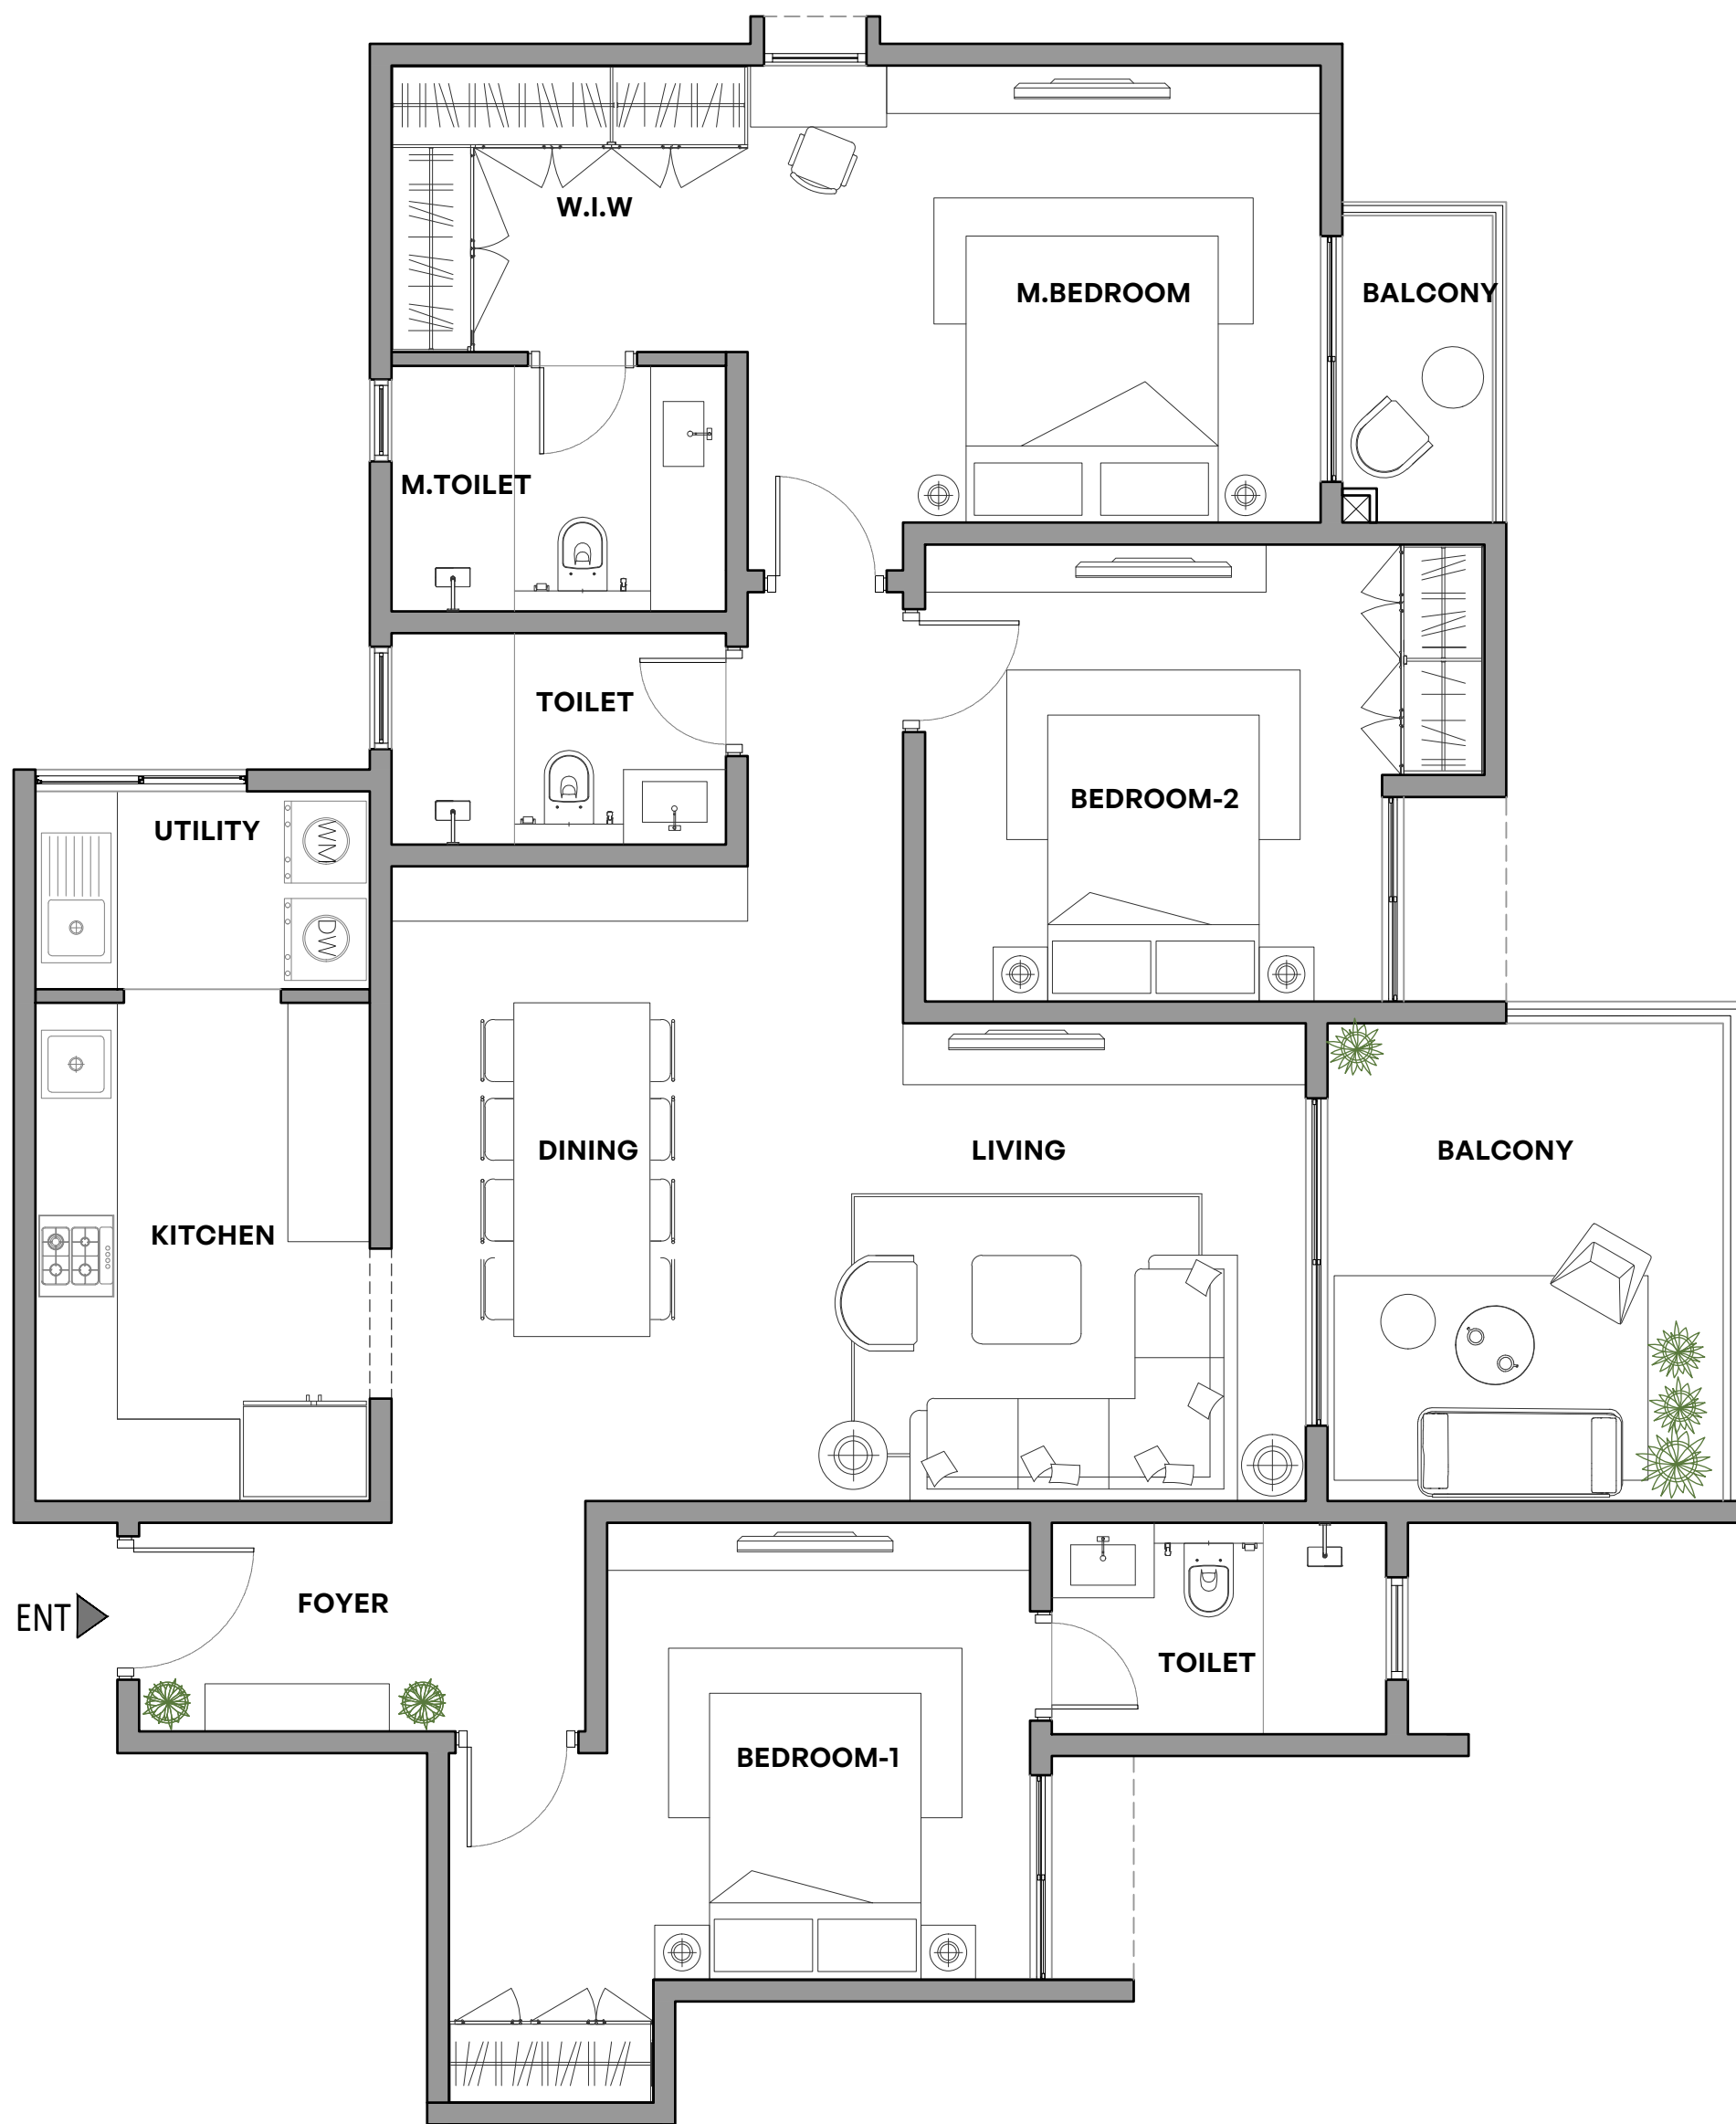 W.I.W
M.BEDROOM
BALCONY
M.TOILET
TOILET
BEDROOM-2
UTILITY
WM
DW
DINING
LIVING
BALCONY
KITCHEN
FOYER
ENT
TOILET
BEDROOM-1